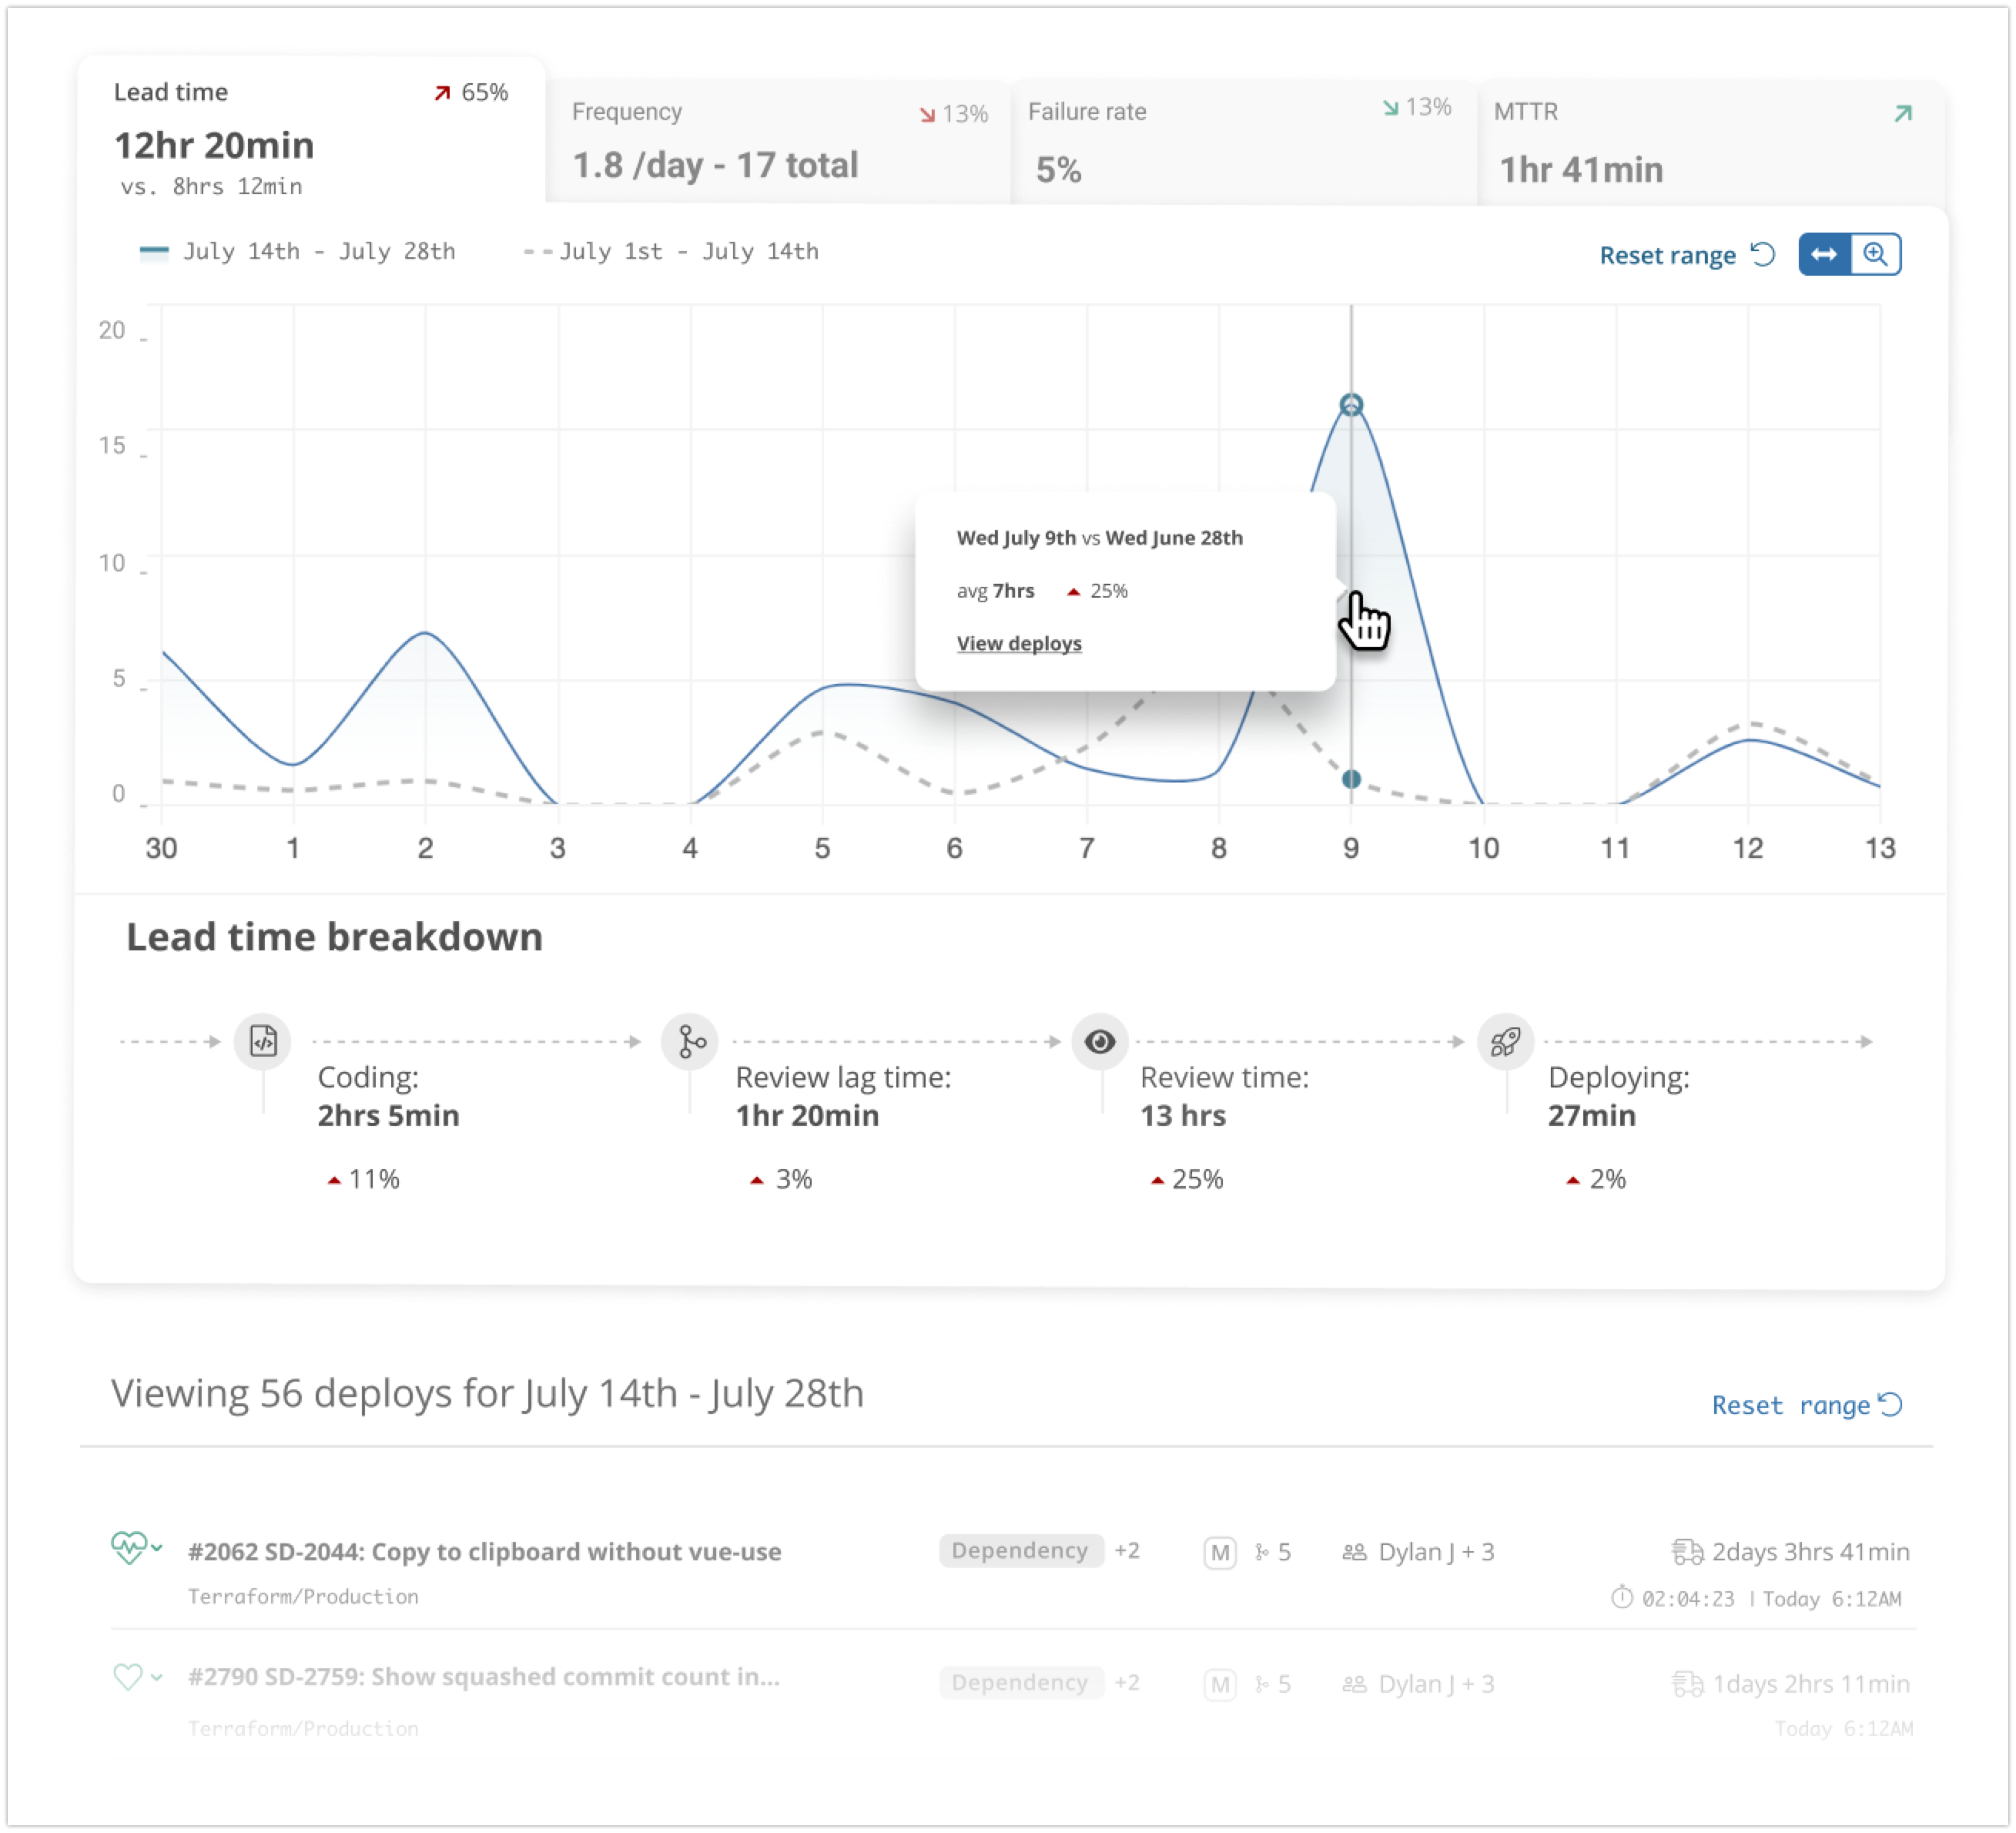 Lead time 65%
12hr 20min
vs. 8hrs 12min
Frequency 13%
1.8 /day - 17 total
Failure rate 13%
5%
MTTR
1hr 41min
July 14th - July 28th July 1st - July 14th
Reset range
20
15
10
5
0
Wed July 9th vs Wed June 28th
avg 7hrs 25%
View deploys
30 1 2 3 4 5 6 7 8 9 10 11 12 13
Lead time breakdown
Coding:
2hrs 5min
11%
Review lag time:
1hr 20min
3%
Review time:
13 hrs
25%
Deploying:
27min
2%
Viewing 56 deploys for July 14th - July 28th
Reset range
#2062 SD-2044: Copy to clipboard without vue-use Dependency +2 M 5 Dylan J + 3 2days 3hrs 41min
Terraform/Production 02:04:23 | Today 6:12AM
#2790 SD-2759: Show squashed commit count in... Dependency +2 M 5 Dylan J + 3 1days 2hrs 11min
Terraform/Production Today 6:12AM